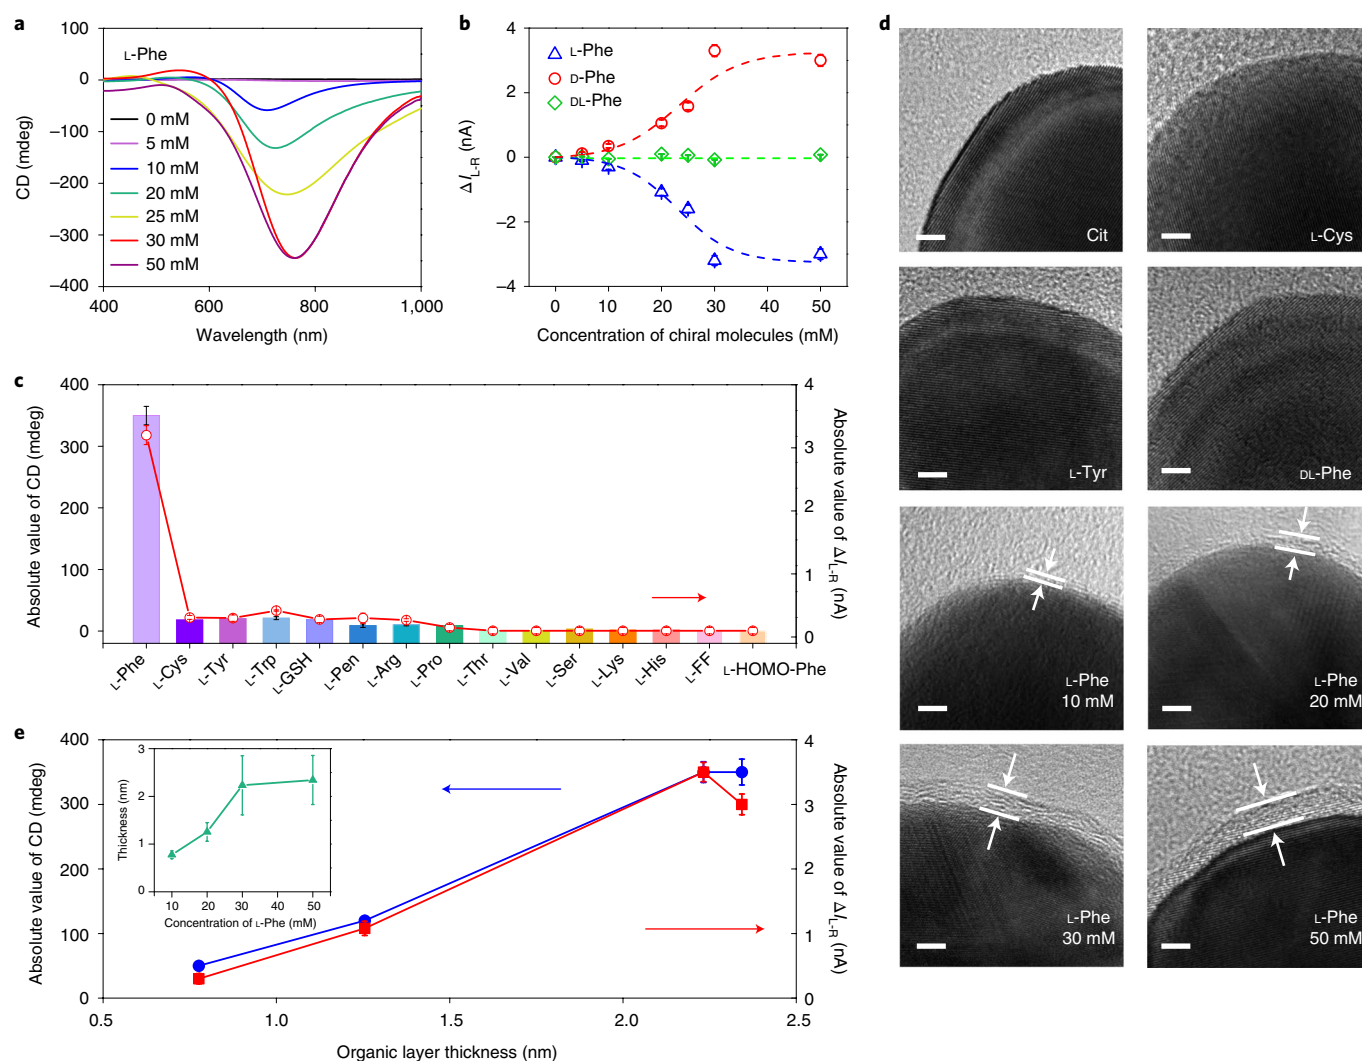 a
100
0
–100
–200
–300
–400
CD (mdeg)
L-Phe
0 mM
5 mM
10 mM
20 mM
25 mM
30 mM
50 mM
400
600
800
1,000
Wavelength (nm)
b
4
2
0
–2
–4
ΔI L-R (nA)
L-Phe
D-Phe
DL-Phe
0
10
20
30
40
50
Concentration of chiral molecules (mM)
c
400
300
200
100
0
Absolute value of CD (mdeg)
4
3
2
1
0
Absolute value of ΔI L-R (nA)
L-Phe
L-Cys
L-Tyr
L-Trp
L-GSH
L-Pen
L-Arg
L-Pro
L-Thr
L-Val
L-Ser
L-Lys
L-His
L-FF
L-HOMO-Phe
d
Cit
L-Cys
L-Tyr
DL-Phe
L-Phe
10 mM
L-Phe
20 mM
L-Phe
30 mM
L-Phe
50 mM
e
400
300
200
100
0
Absolute value of CD (mdeg)
3
2
1
0
Thickness (nm)
10
20
30
40
50
Concentration of L-Phe (mM)
4
3
2
1
0
Absolute value of ΔI L-R (nA)
0.5
1.0
1.5
2.0
2.5
Organic layer thickness (nm)